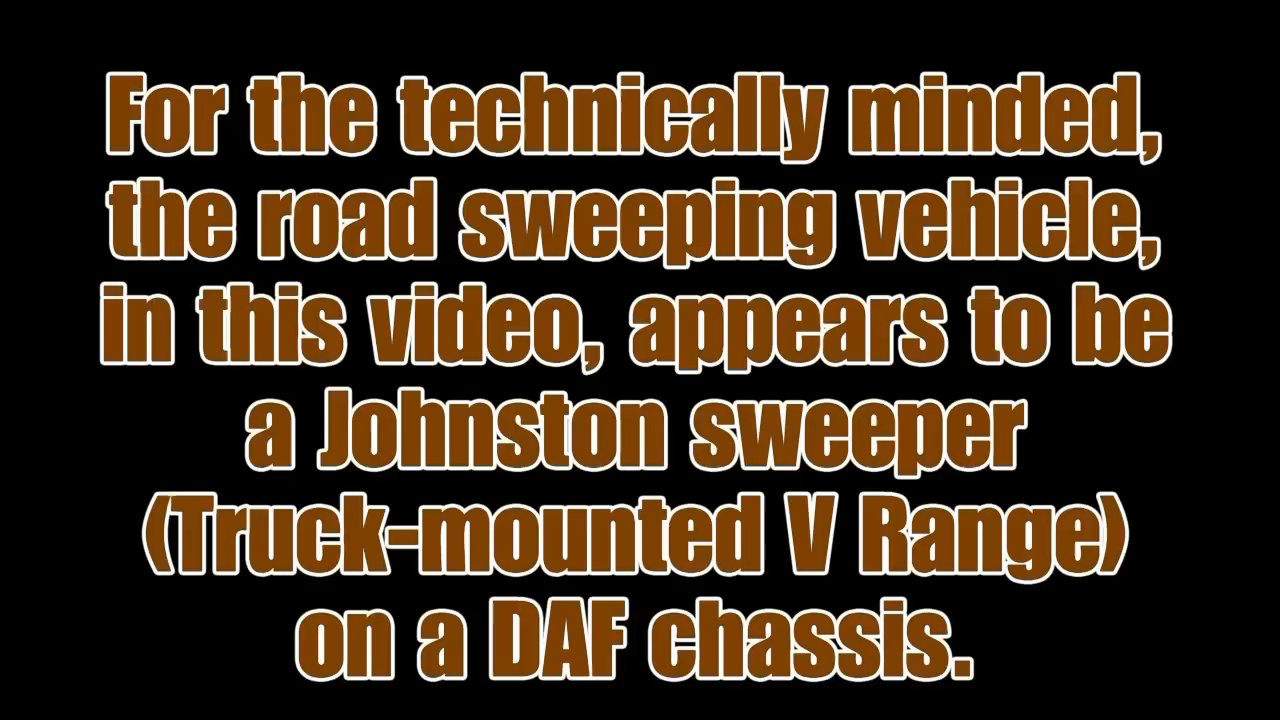 For the technically minded,
the road sweeping vehicle,
in this video, appears to be
a Johnston sweeper
(Truck-mounted V Range)
on a DAF chassis.